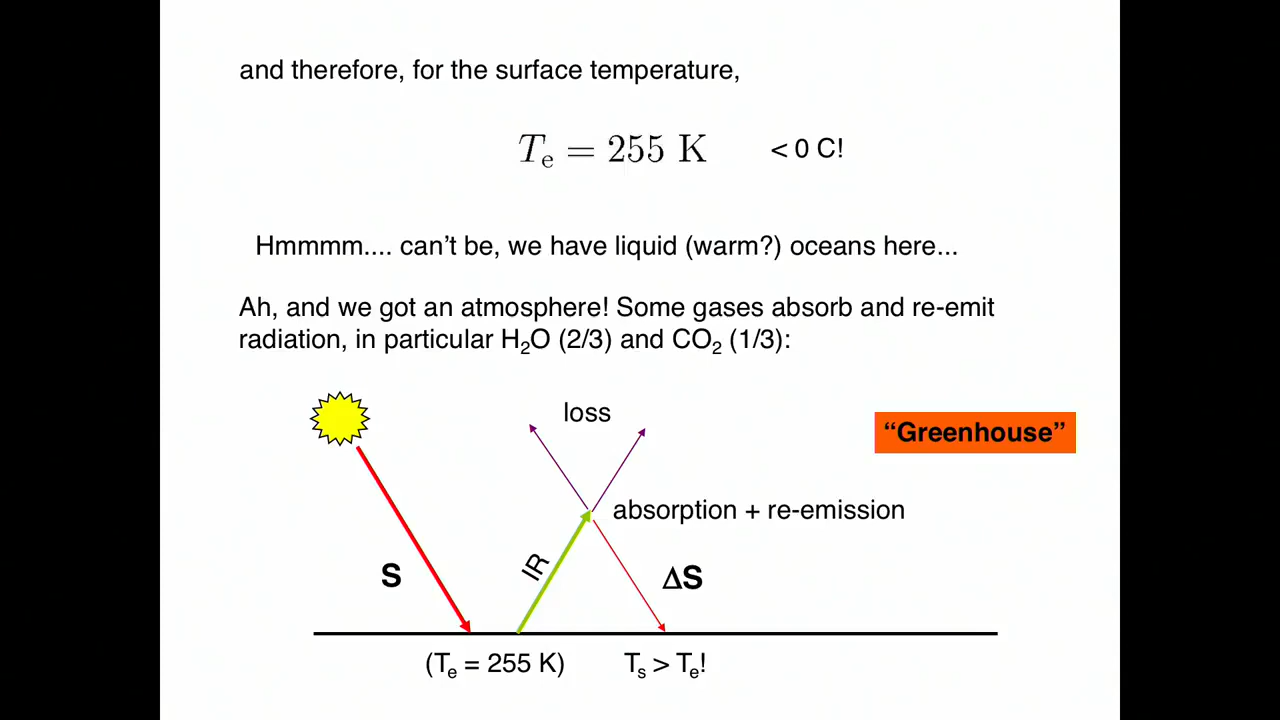 and therefore, for the surface temperature,
Tₑ = 255 K < 0 C!
Hmmmm.... can’t be, we have liquid (warm?) oceans here...
Ah, and we got an atmosphere! Some gases absorb and re-emit
radiation, in particular H₂O (2/3) and CO₂ (1/3):
loss
“Greenhouse”
absorption + re-emission
IR
S
ΔS
(Tₑ = 255 K) Tₛ > Tₑ!